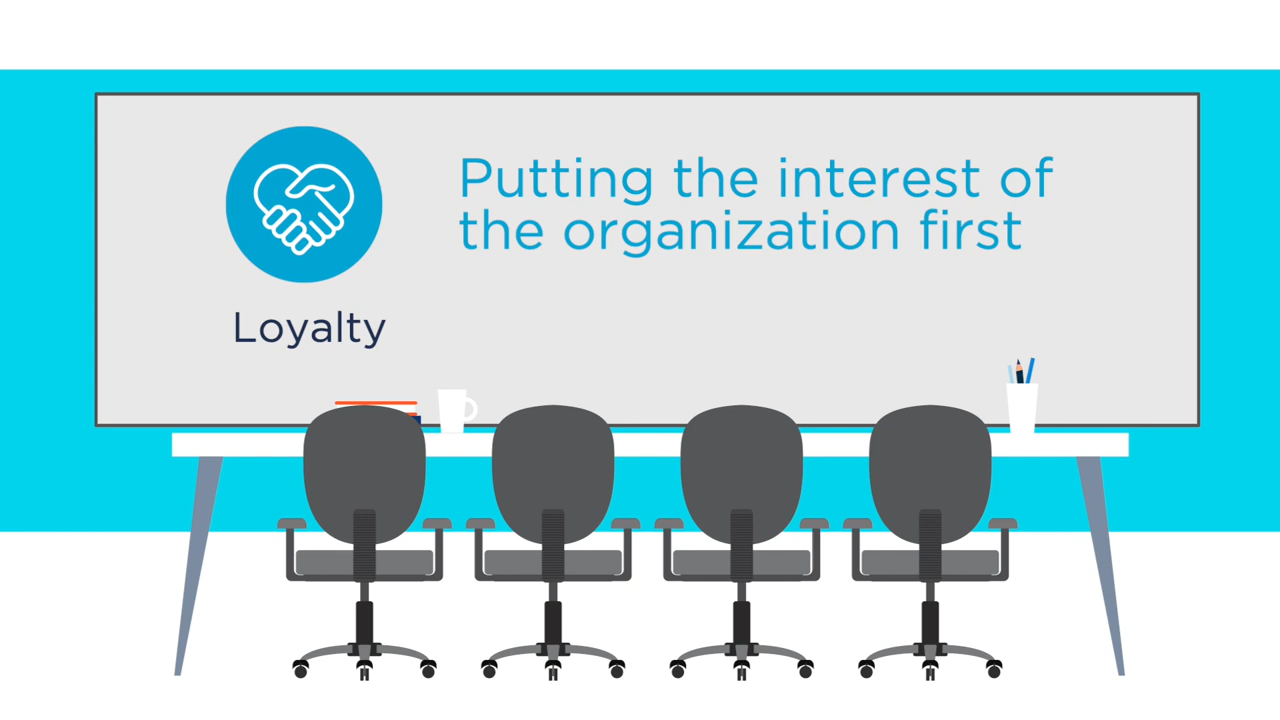 Putting the interest of
the organization first
Loyalty